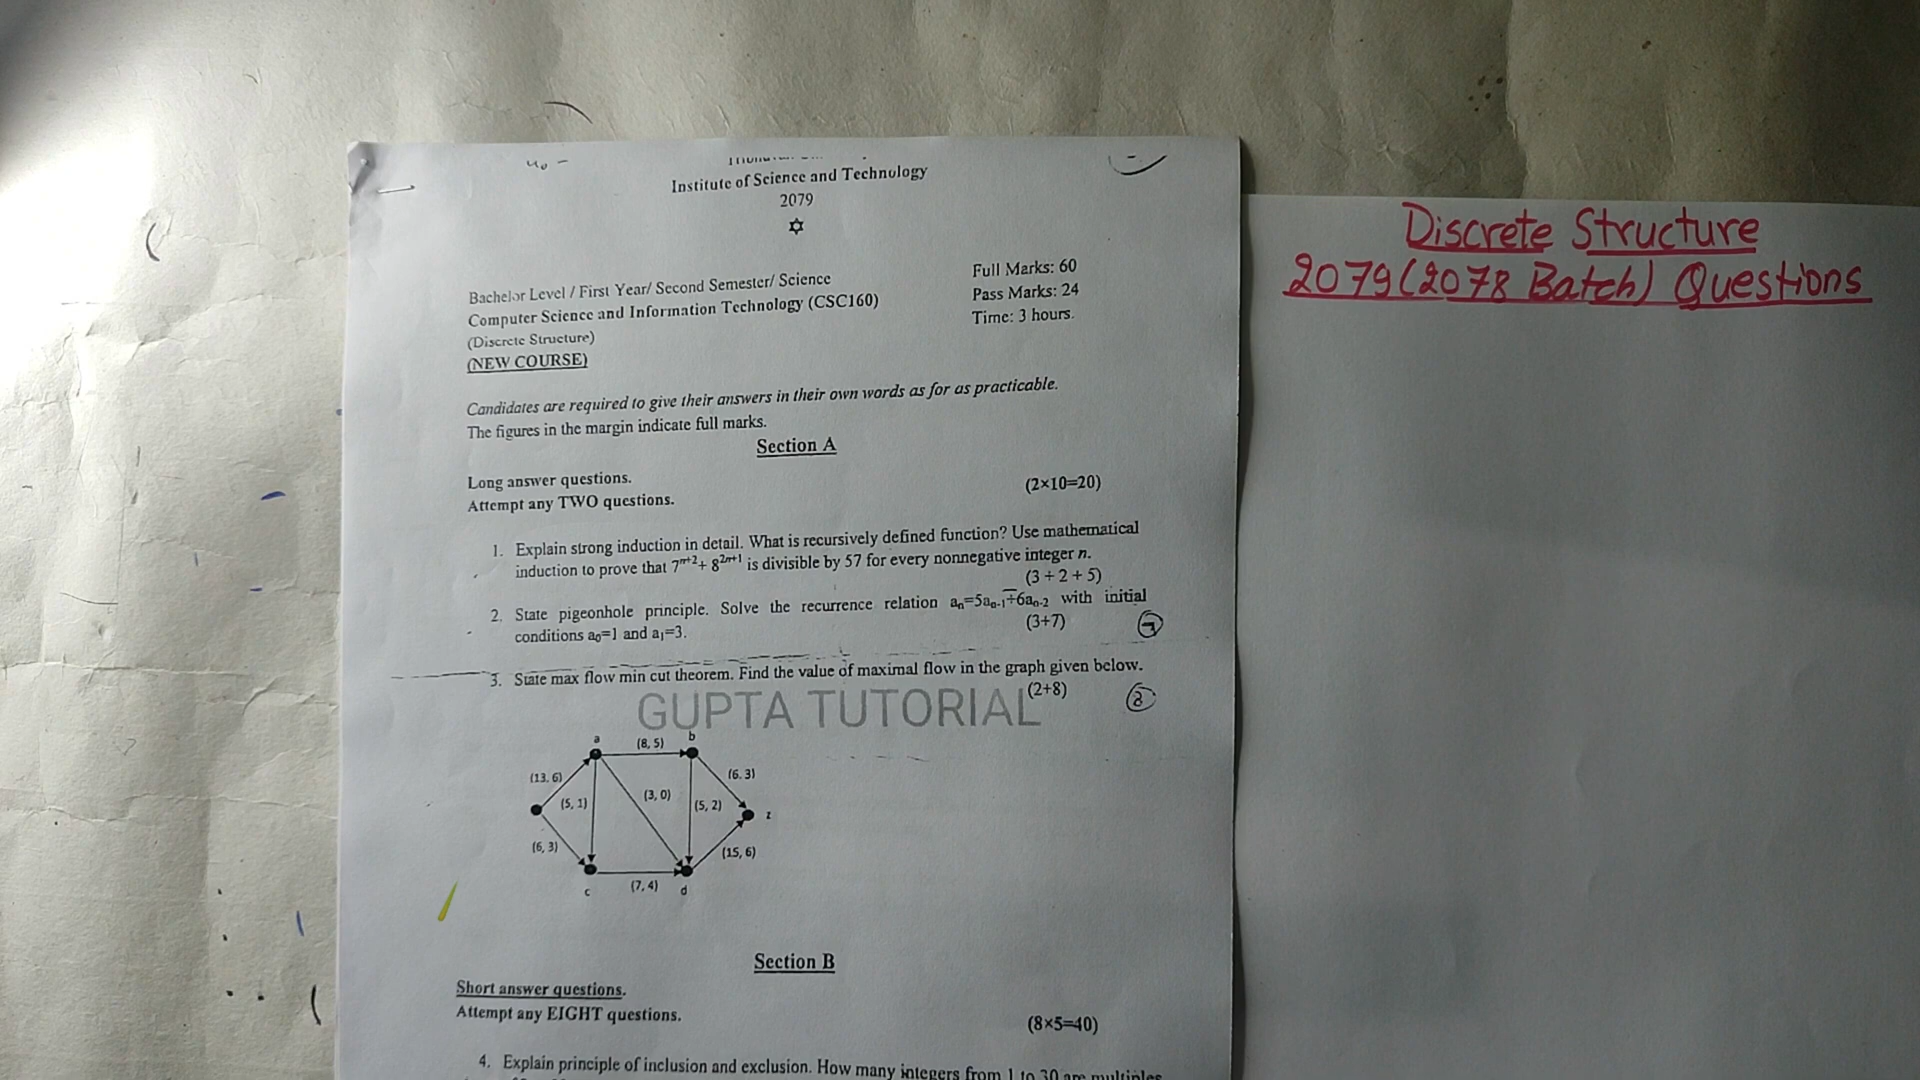 Institute of Science and Technology
2079
Bachelor Level / First Year/ Second Semester/ Science
Full Marks: 60
Computer Science and Information Technology (CSC160)
Pass Marks: 24
(Discrete Structure)
Time: 3 hours.
(NEW COURSE)
Candidates are required to give their answers in their own words as for as practicable.
The figures in the margin indicate full marks.
Section A
Long answer questions.
Attempt any TWO questions.
(2×10=20)
1. Explain strong induction in detail. What is recursively defined function? Use mathematical
induction to prove that 7ⁿ⁺²+ 8²ⁿ⁺¹ is divisible by 57 for every nonnegative integer n.
(3 + 2 + 5)
2. State pigeonhole principle. Solve the recurrence relation aₙ=5aₙ₋₁+6aₙ₋₂ with initial
conditions a₀=1 and a₁=3.
(3+7)
7
3. State max flow min cut theorem. Find the value of maximal flow in the graph given below.
(2+8)
8
GUPTA TUTORIAL
a
(8, 5)
b
(13, 6)
(5, 1)
(3, 0)
(6, 3)
(5, 2)
z
(6, 3)
(15, 6)
c
(7, 4)
d
Section B
Short answer questions.
Attempt any EIGHT questions.
(8×5=40)
4. Explain principle of inclusion and exclusion. How many integers from 1 to 30 are multiples
Discrete Structure
2079 (2078 Batch) Questions